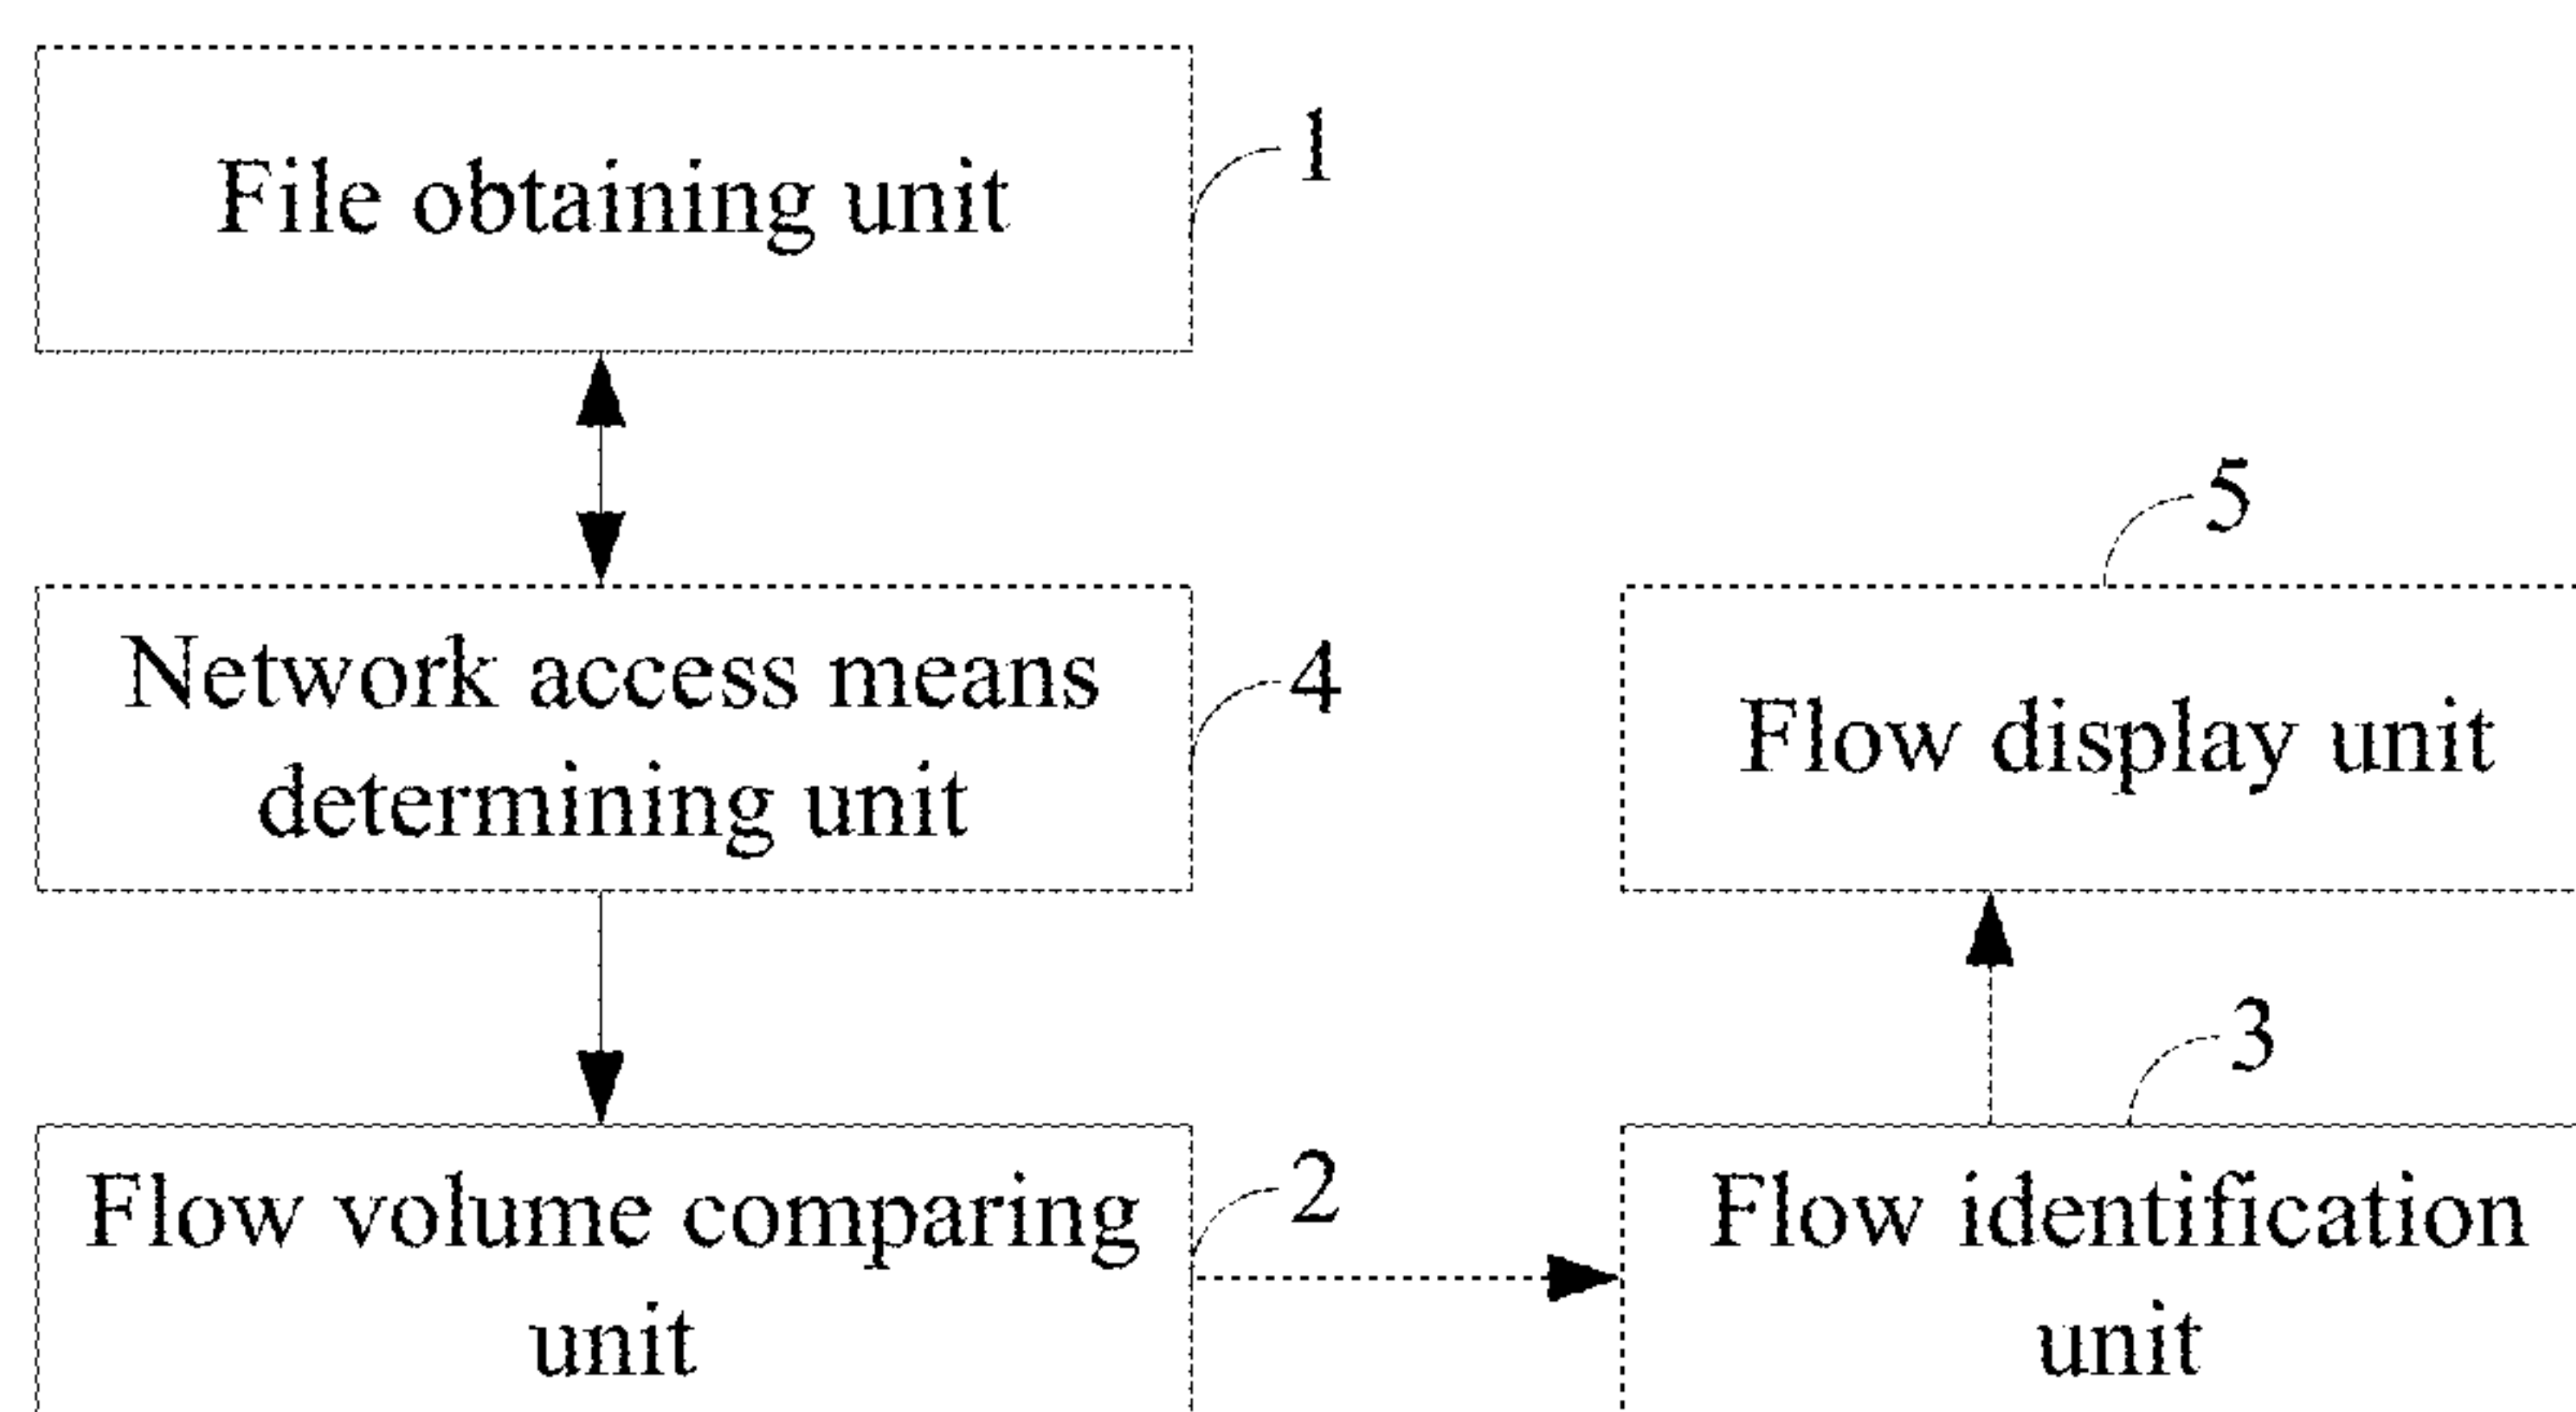 File obtaining unit
1
Network access means
determining unit
4
Flow display unit
5
Flow volume comparing
unit
2
Flow identification
unit
3